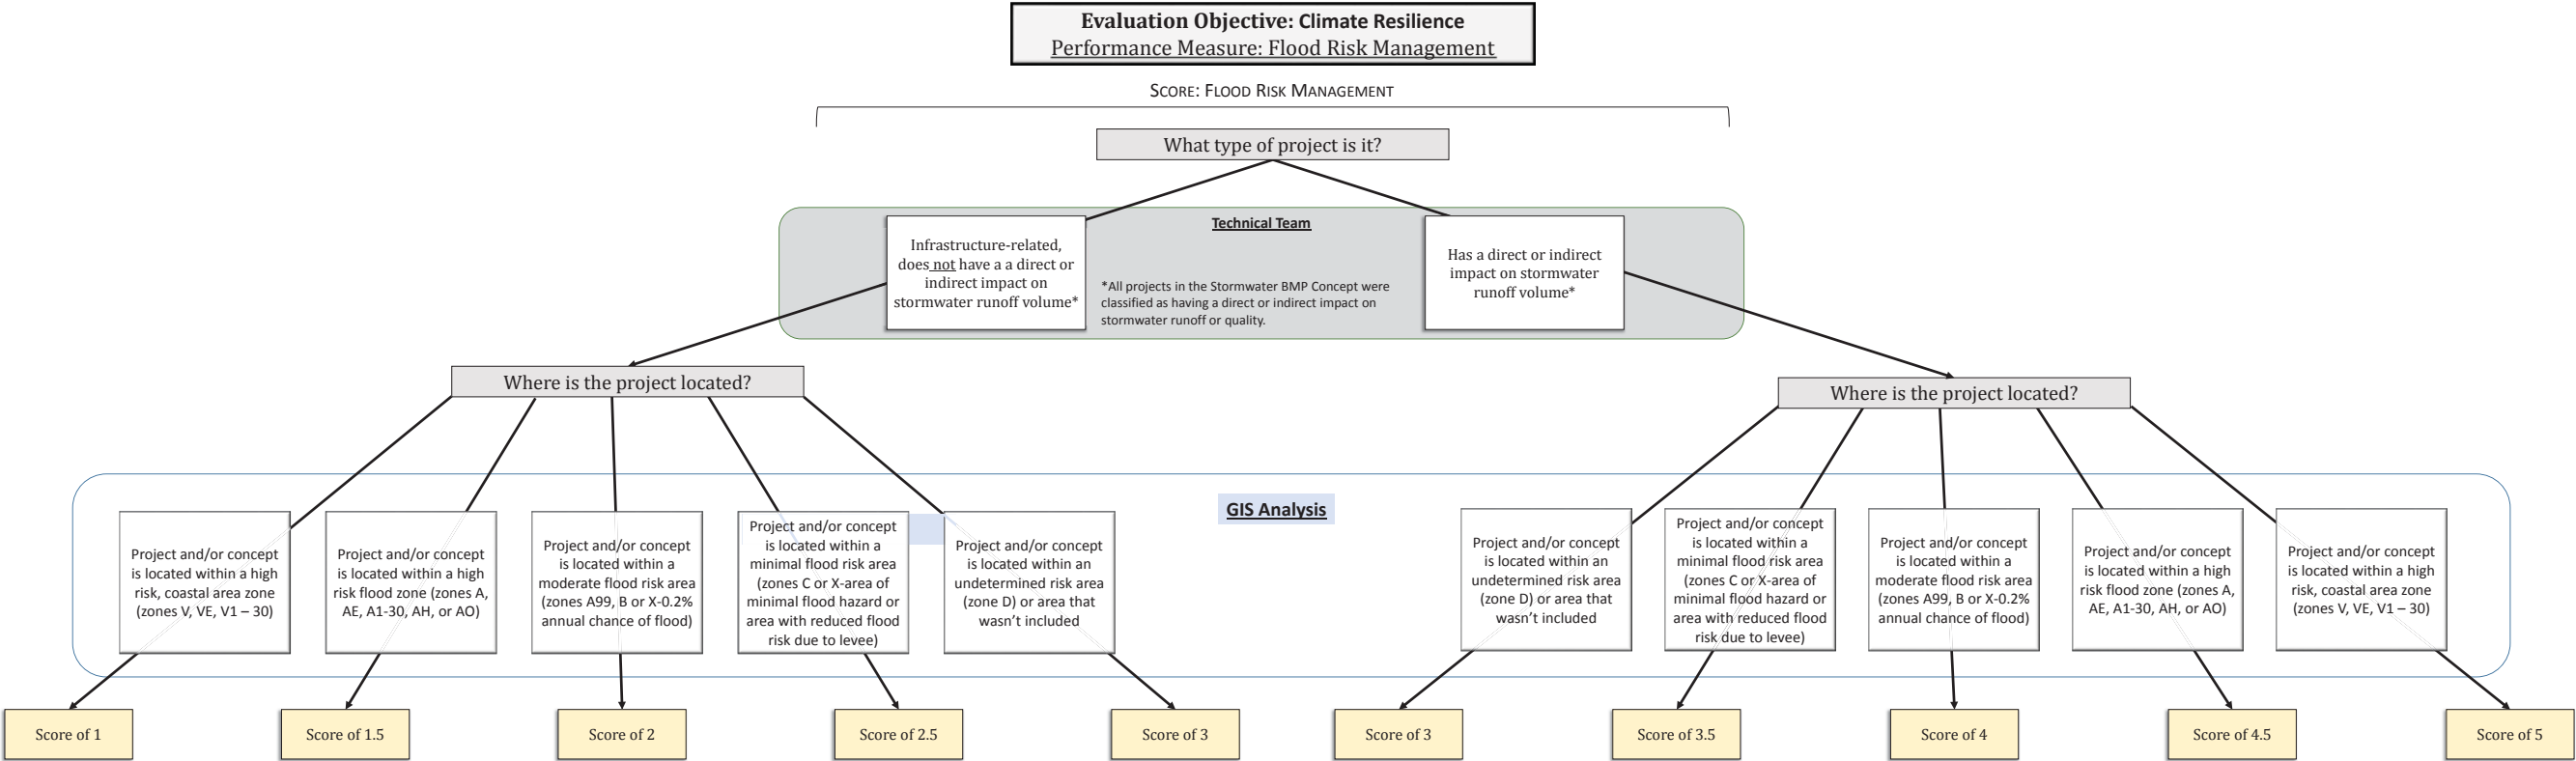 Evaluation Objective: Climate Resilience
Performance Measure: Flood Risk Management
Score: Flood Risk Management
What type of project is it?
Technical Team
Infrastructure-related,
does not have a a direct or
indirect impact on
stormwater runoff volume*
*All projects in the Stormwater BMP Concept were
classified as having a direct or indirect impact on
stormwater runoff or quality.
Has a direct or indirect
impact on stormwater
runoff volume*
Where is the project located?
Where is the project located?
GIS Analysis
Project and/or concept
is located within a high
risk, coastal area zone
(zones V, VE, V1 – 30)
Project and/or concept
is located within a high
risk flood zone (zones A,
AE, A1-30, AH, or AO)
Project and/or concept
is located within a
moderate flood risk area
(zones A99, B or X-0.2%
annual chance of flood)
Project and/or concept
is located within a
minimal flood risk area
(zones C or X-area of
minimal flood hazard or
area with reduced flood
risk due to levee)
Project and/or concept
is located within an
undetermined risk area
(zone D) or area that
wasn’t included
Project and/or concept
is located within an
undetermined risk area
(zone D) or area that
wasn’t included
Project and/or concept
is located within a
minimal flood risk area
(zones C or X-area of
minimal flood hazard or
area with reduced flood
risk due to levee)
Project and/or concept
is located within a
moderate flood risk area
(zones A99, B or X-0.2%
annual chance of flood)
Project and/or concept
is located within a high
risk flood zone (zones A,
AE, A1-30, AH, or AO)
Project and/or concept
is located within a high
risk, coastal area zone
(zones V, VE, V1 – 30)
Score of 1
Score of 1.5
Score of 2
Score of 2.5
Score of 3
Score of 3
Score of 3.5
Score of 4
Score of 4.5
Score of 5